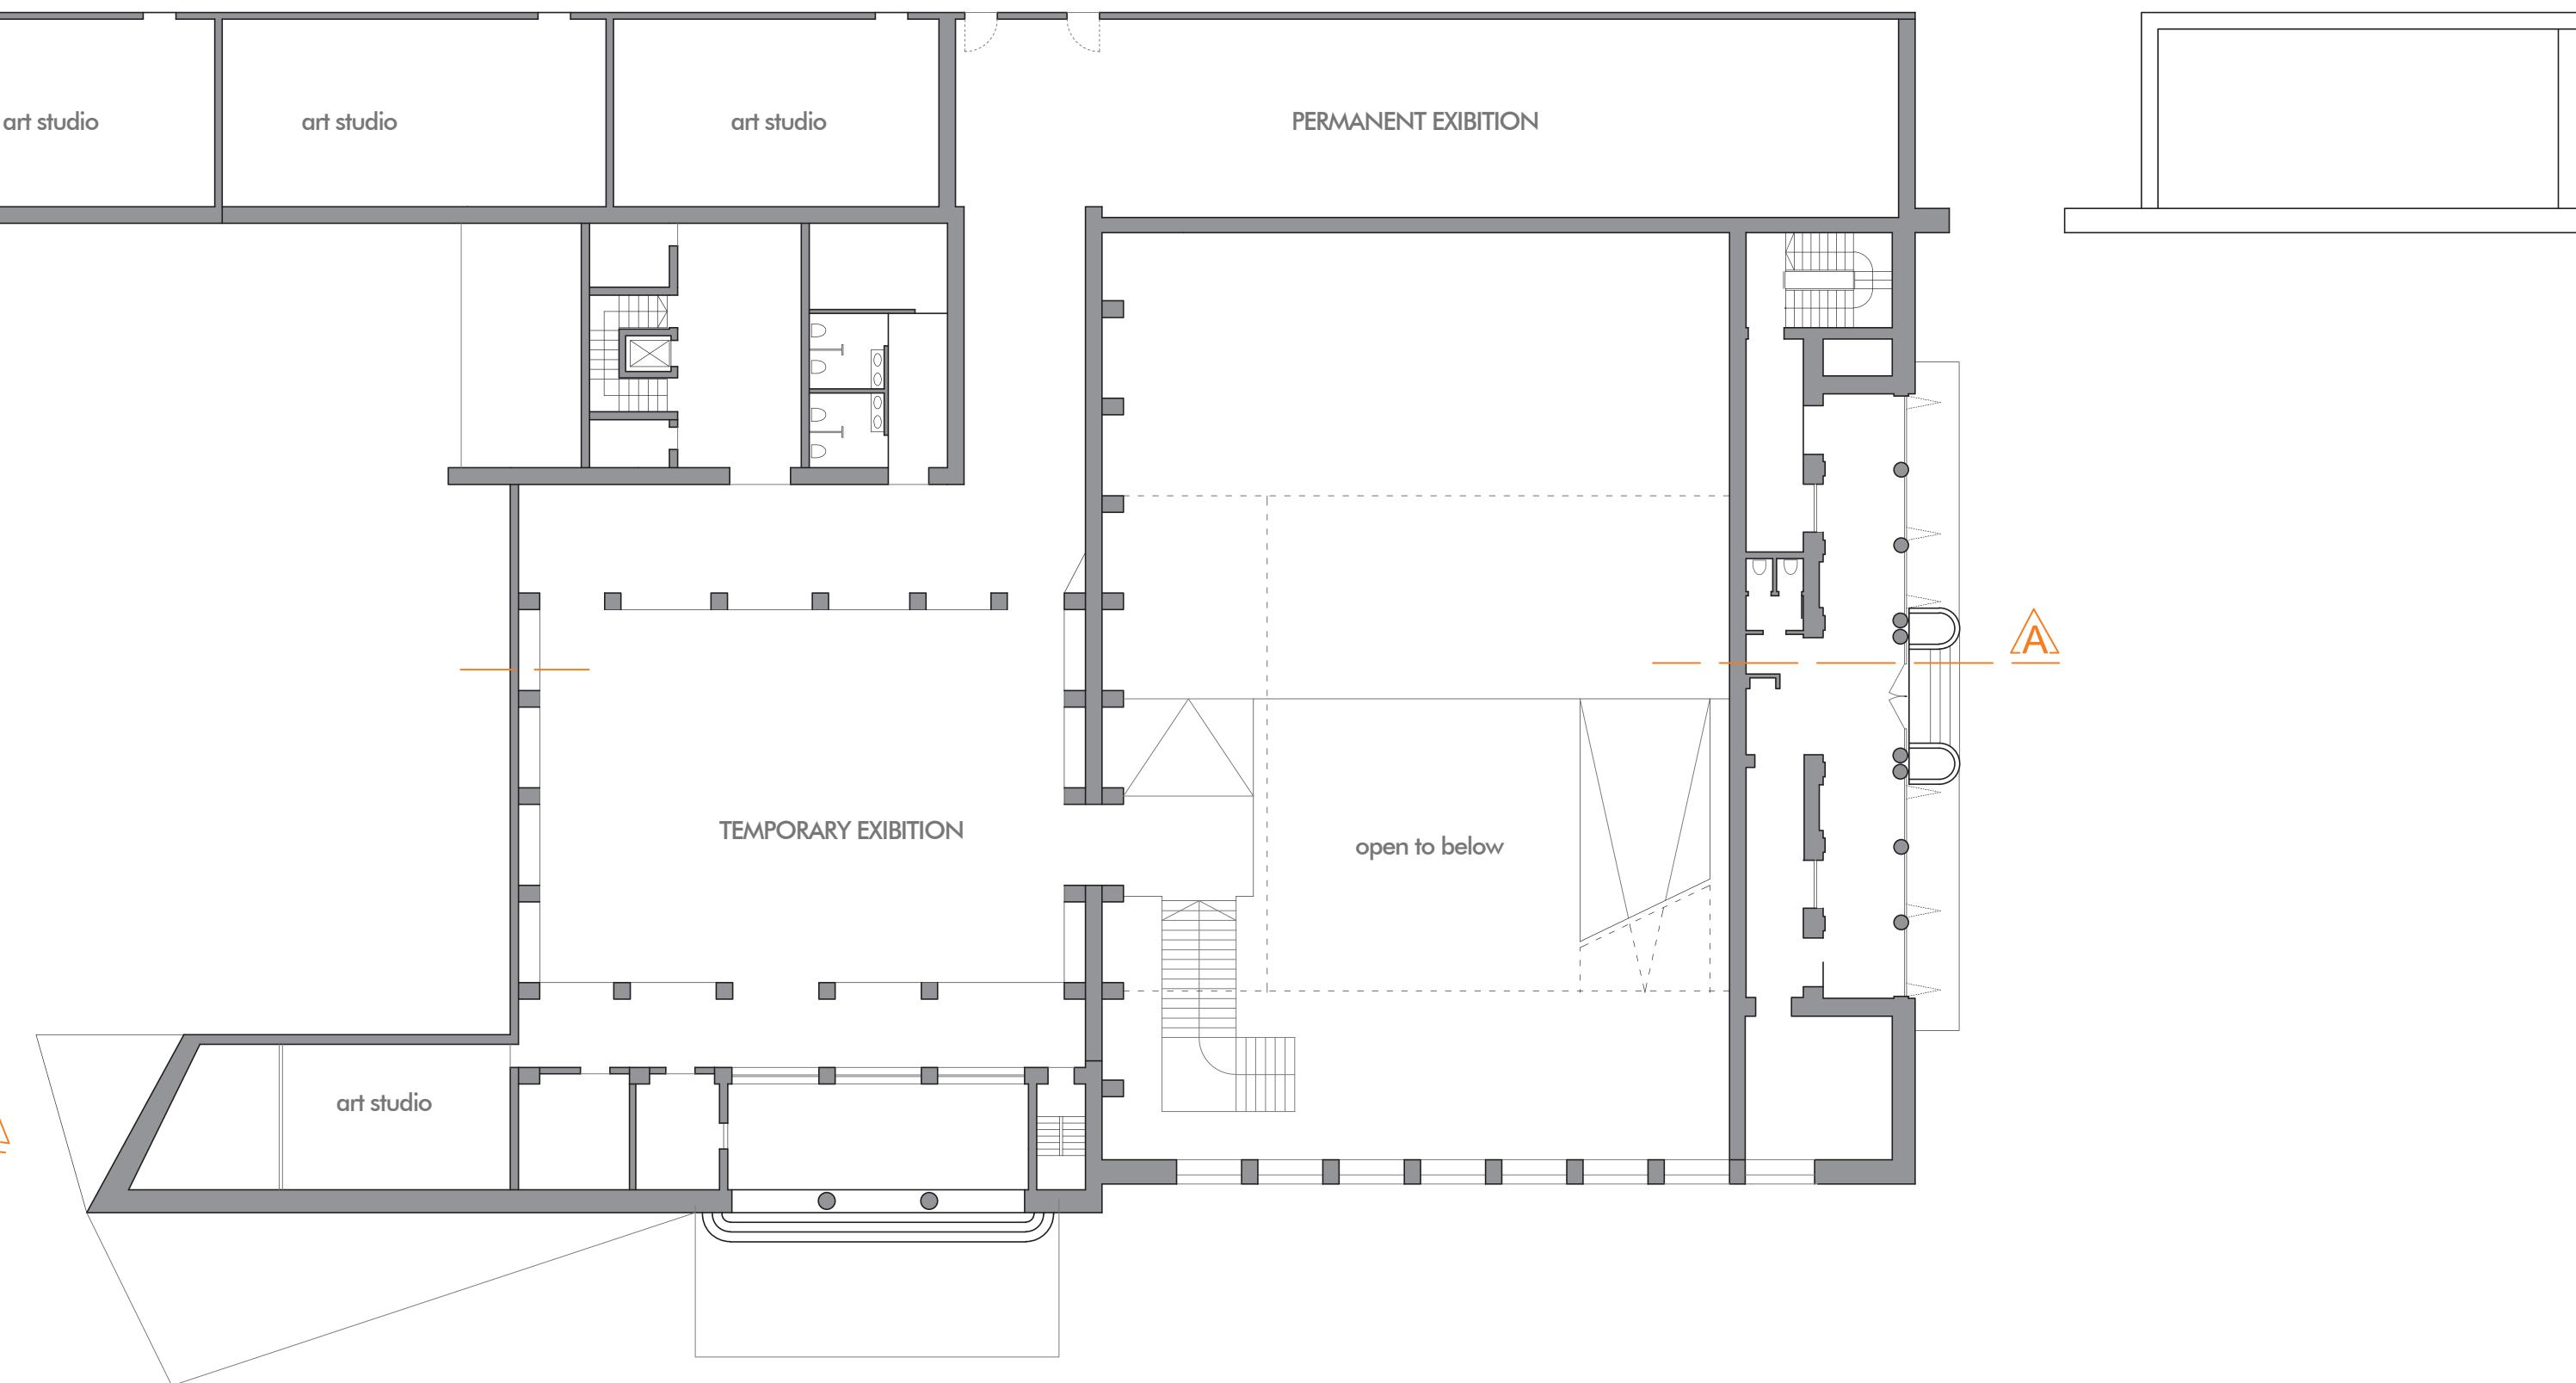 art studio
art studio
art studio
PERMANENT EXIBITION
A
TEMPORARY EXIBITION
open to below
art studio